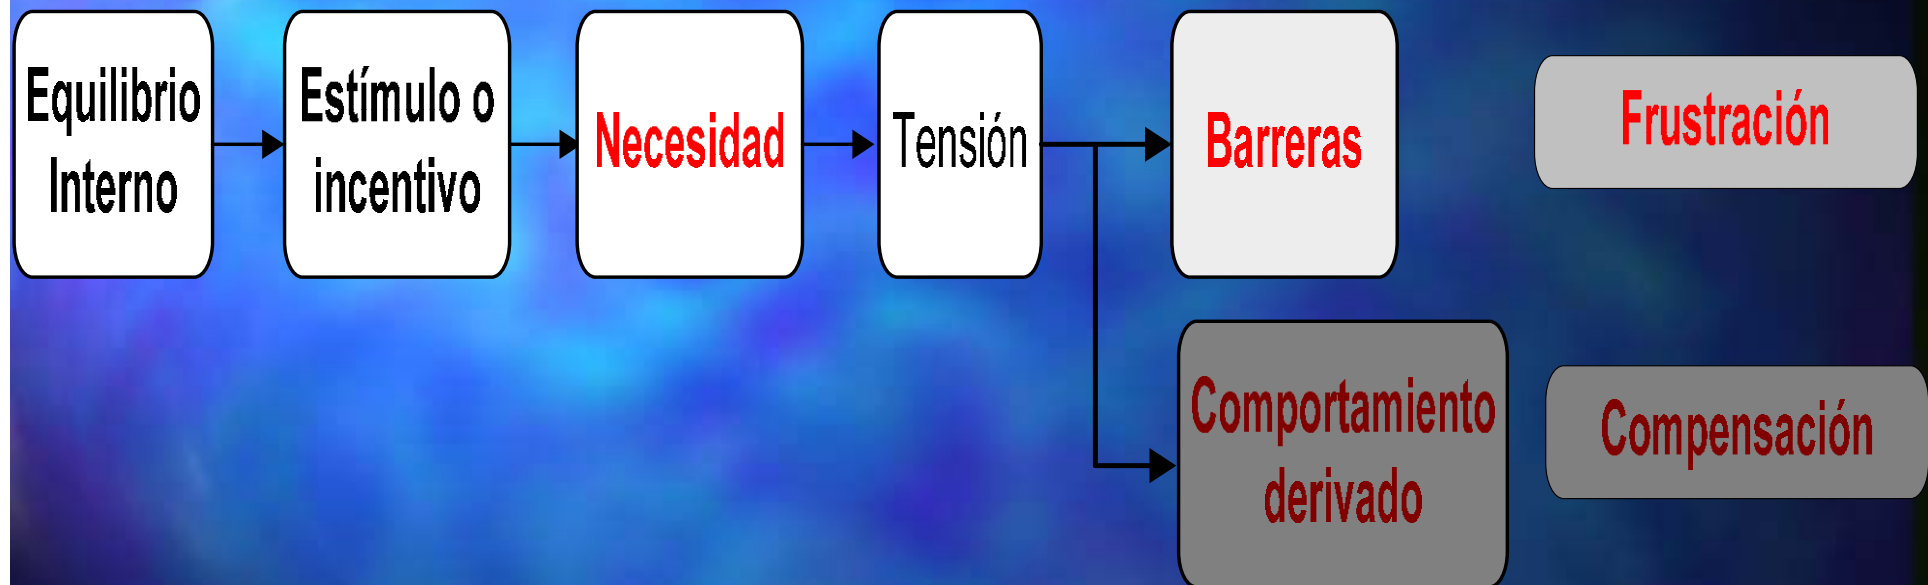 Equilibrio
Interno
Estímulo o
incentivo
Necesidad
Tensión
Barreras
Frustración
Comportamiento
derivado
Compensación